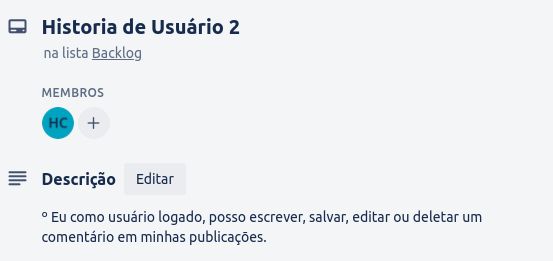 Historia de Usuário 2
na lista Backlog
MEMBROS
HC +
Descrição Editar
º Eu como usuário logado, posso escrever, salvar, editar ou deletar um
comentário em minhas publicações.